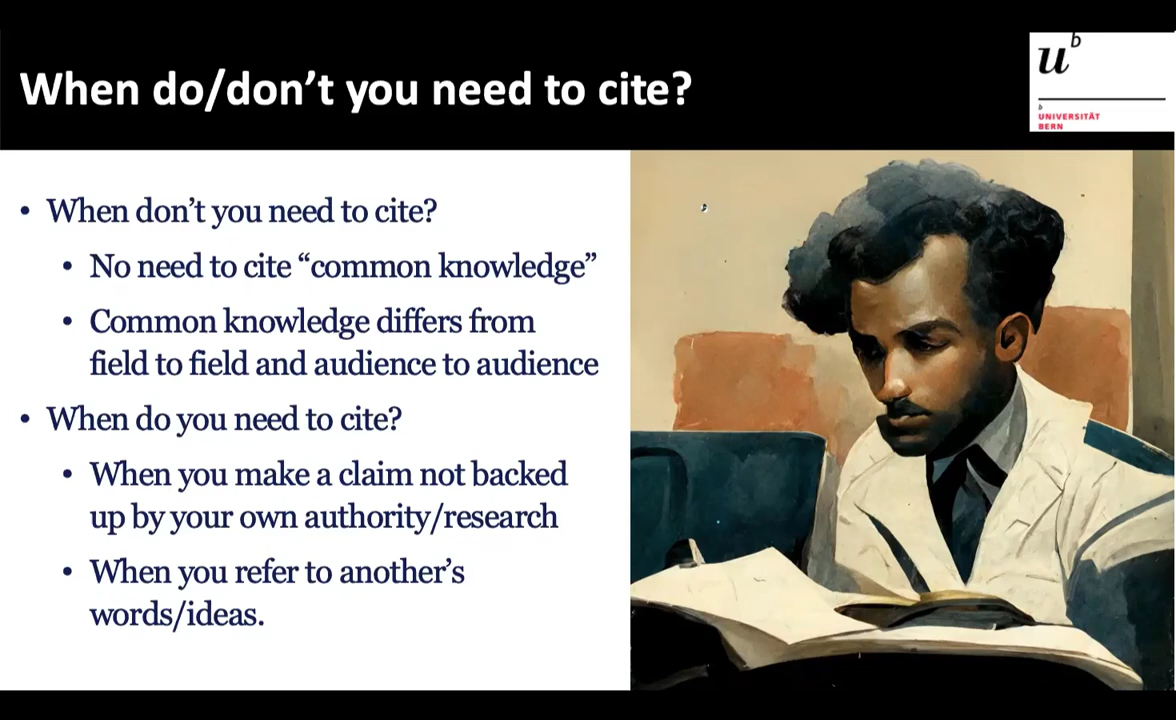 When do/don’t you need to cite?
u
b
b
UNIVERSITÄT
BERN
• When don’t you need to cite?
• No need to cite “common knowledge”
• Common knowledge differs from
field to field and audience to audience
• When do you need to cite?
• When you make a claim not backed
up by your own authority/research
• When you refer to another’s
words/ideas.